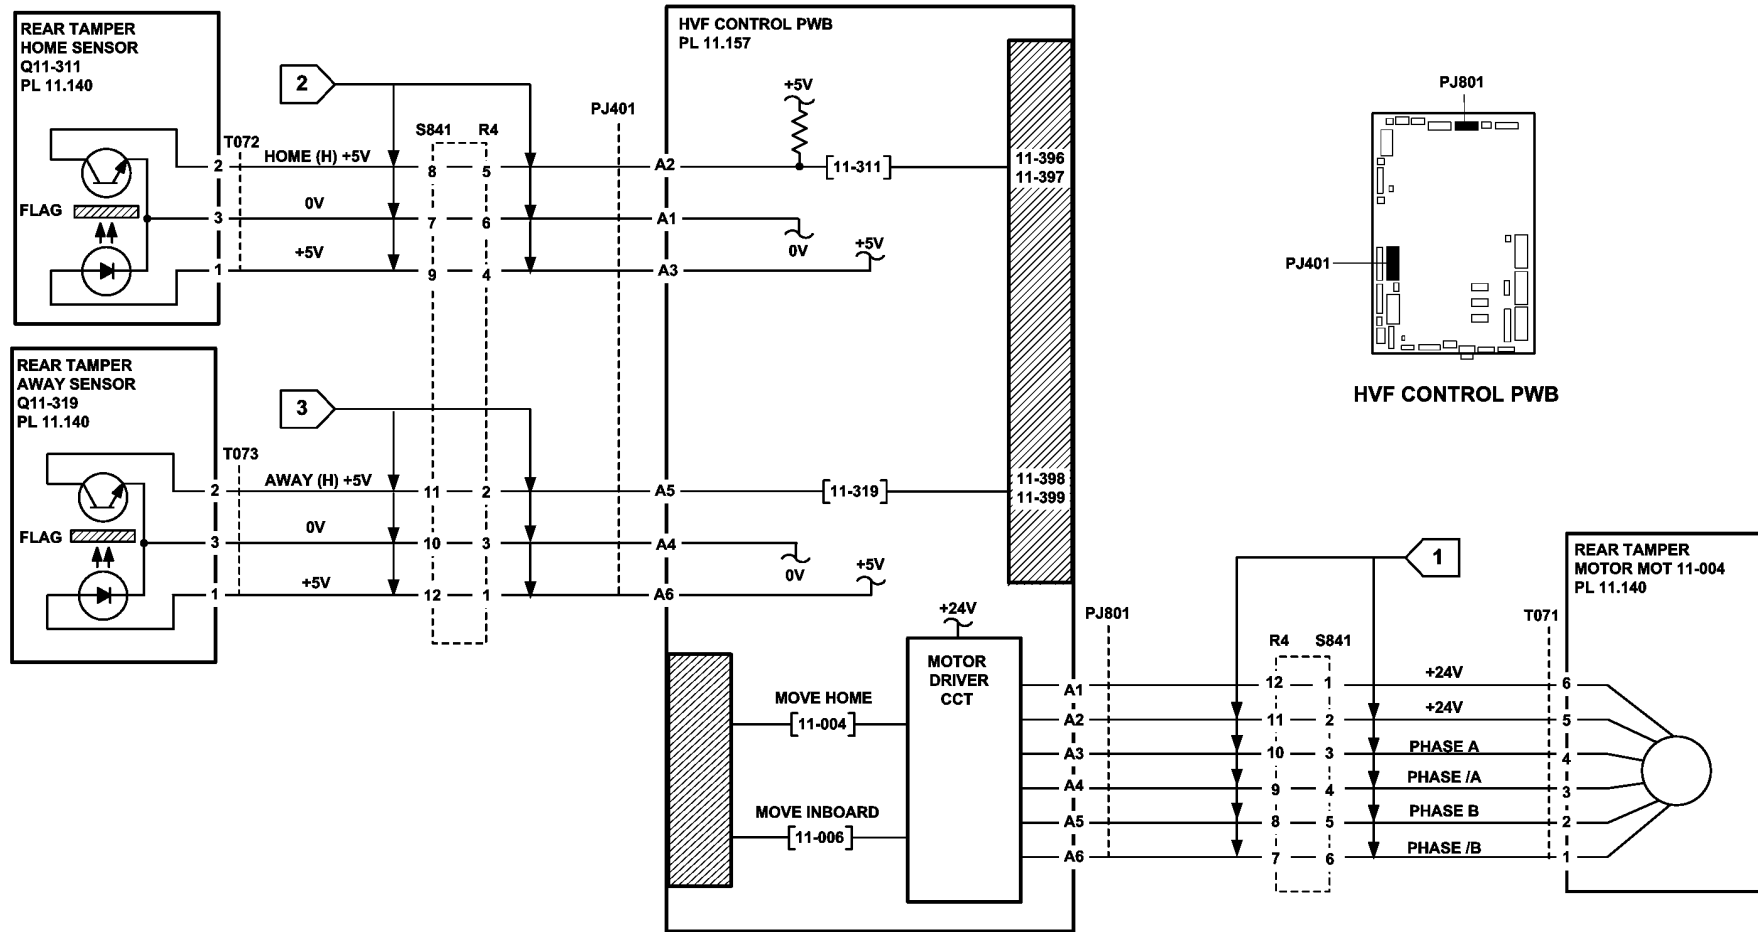 REAR TAMPER
HOME SENSOR
Q11-311
PL 11.140
FLAG
T072
2
3
1
HOME (H) +5V
0V
+5V
2
S841 R4
8 5
7 6
9 4
PJ401
HVF CONTROL PWB
PL 11.157
A2
A1
A3
+5V
11-311
0V
+5V
11-396
11-397
REAR TAMPER
AWAY SENSOR
Q11-319
PL 11.140
FLAG
T073
2
3
1
AWAY (H) +5V
0V
+5V
3
11 2
10 3
12 1
A5
A4
A6
11-319
0V
+5V
11-398
11-399
MOVE HOME
11-004
MOVE INBOARD
11-006
+24V
MOTOR
DRIVER
CCT
A1
A2
A3
A4
A5
A6
PJ801
1
R4 S841
12 1
11 2
10 3
9 4
8 5
7 6
+24V
+24V
PHASE A
PHASE /A
PHASE B
PHASE /B
T071
6
5
4
3
2
1
REAR TAMPER
MOTOR MOT 11-004
PL 11.140
PJ801
PJ401
HVF CONTROL PWB